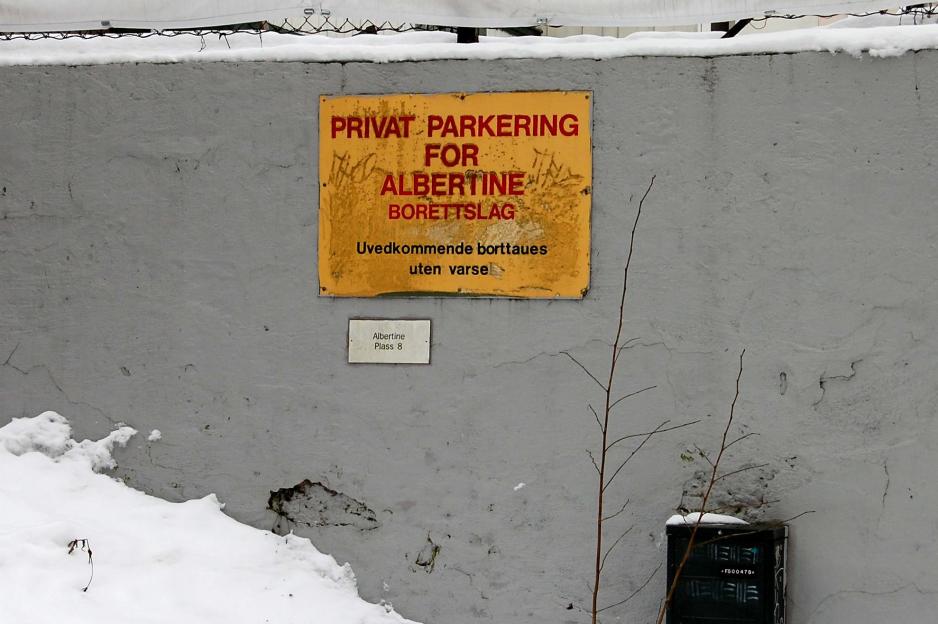 PRIVAT PARKERING
FOR
ALBERTINE
BORETTSLAG
Uvedkommende borttaues
uten varsel
Albertine
Plass 8